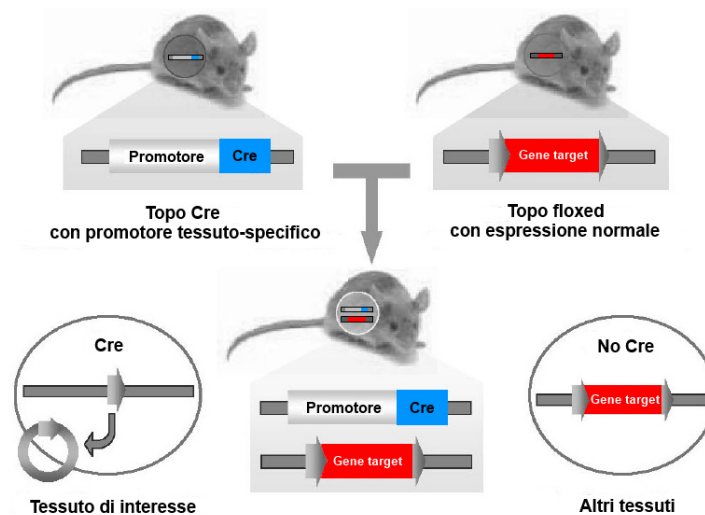 Promotore Cre
Gene target
Topo Cre
con promotore tessuto-specifico
Topo floxed
con espressione normale
Cre
No Cre
Promotore Cre
Gene target
Gene target
Tessuto di interesse
Altri tessuti